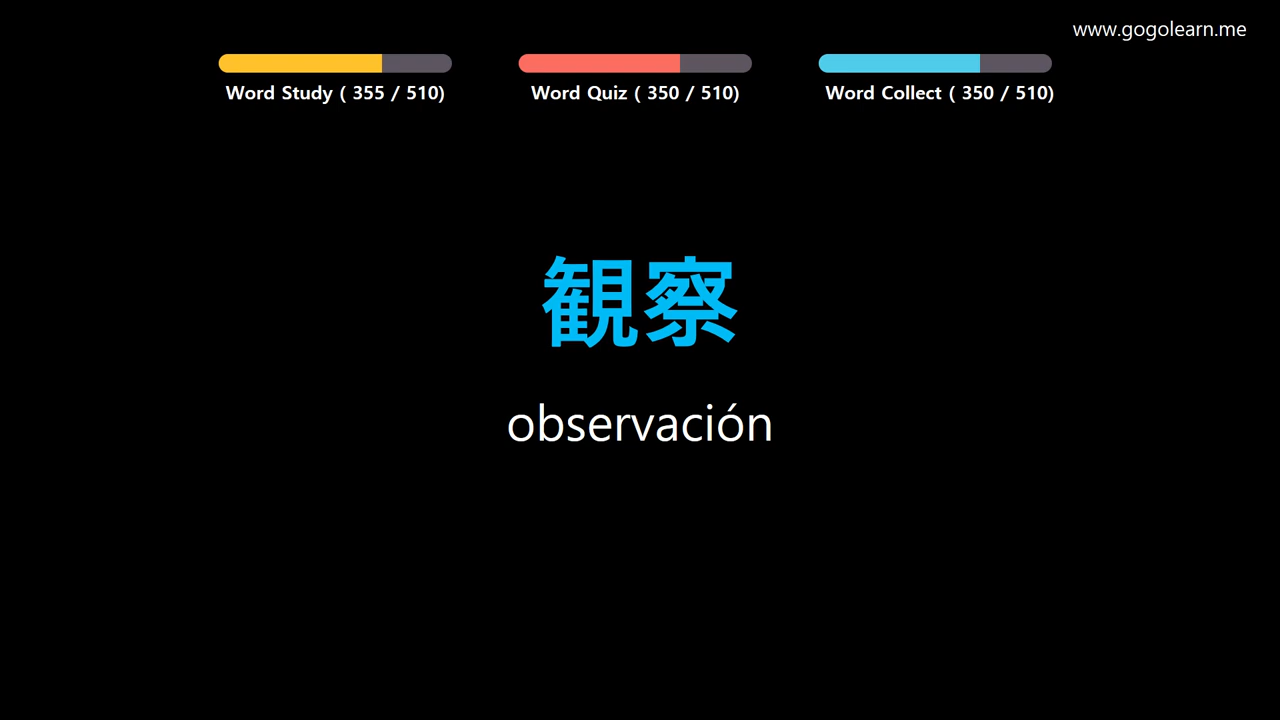 www.gogolearn.me
Word Study ( 355 / 510)
Word Quiz ( 350 / 510)
Word Collect ( 350 / 510)
観察
observación